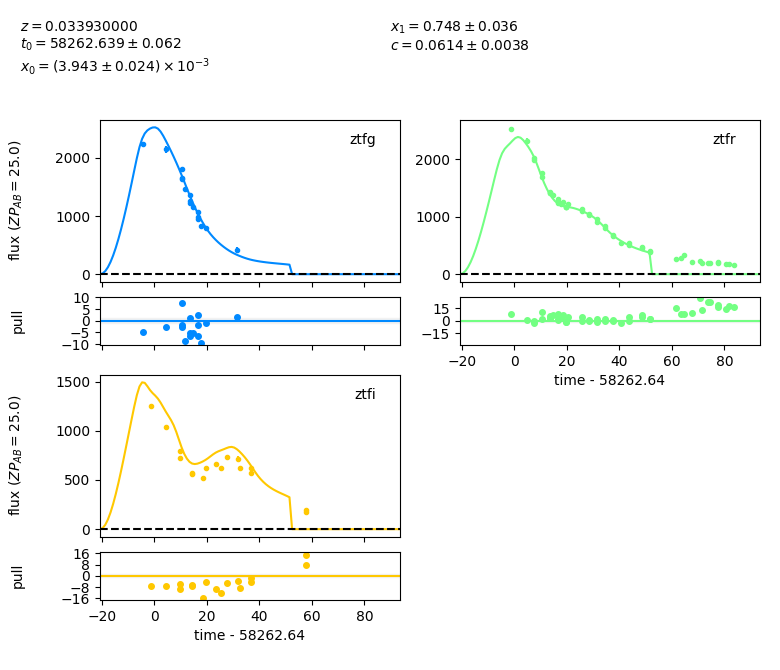 z = 0.033930000
t₀ = 58262.639 ± 0.062
x₀ = (3.943 ± 0.024) × 10⁻³
x₁ = 0.748 ± 0.036
c = 0.0614 ± 0.0038
flux (ZP_AB = 25.0)
2000
1000
0
ztfg
2000
1000
0
ztfr
pull
10
5
0
−5
−10
15
0
−15
−20 0 20 40 60 80
time - 58262.64
flux (ZP_AB = 25.0)
1500
1000
500
0
ztfi
pull
16
8
0
−8
−16
−20 0 20 40 60 80
time - 58262.64